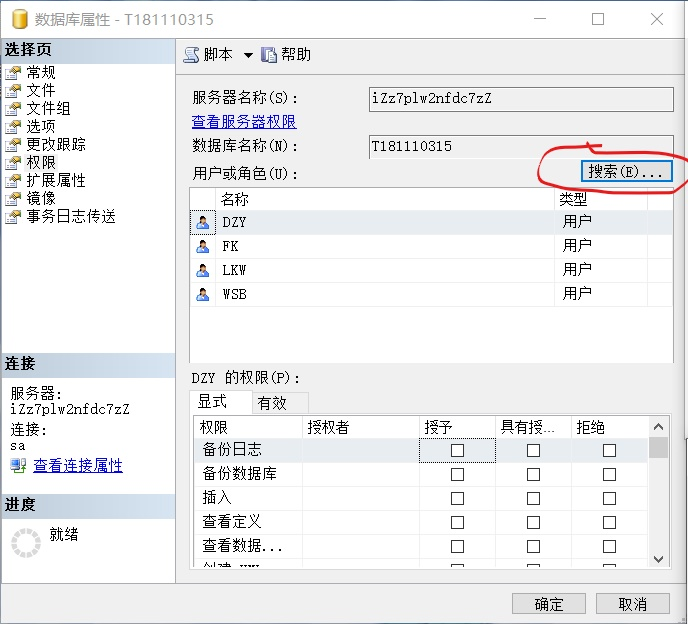 数据库属性 - T181110315
选择页
常规
文件
文件组
选项
更改跟踪
权限
扩展属性
镜像
事务日志传送
连接
服务器:
iZz7plw2nfdc7zZ
连接:
sa
查看连接属性
进度
就绪
脚本 帮助
服务器名称(S): iZz7plw2nfdc7zZ
查看服务器权限
数据库名称(N): T181110315
用户或角色(U): 搜索(E)...
名称 类型
DZY 用户
FK 用户
LKW 用户
WSB 用户
DZY 的权限(P):
显式 有效
权限 授权者 授予 具有授... 拒绝
备份日志
备份数据库
插入
查看定义
查看数据...
确定 取消